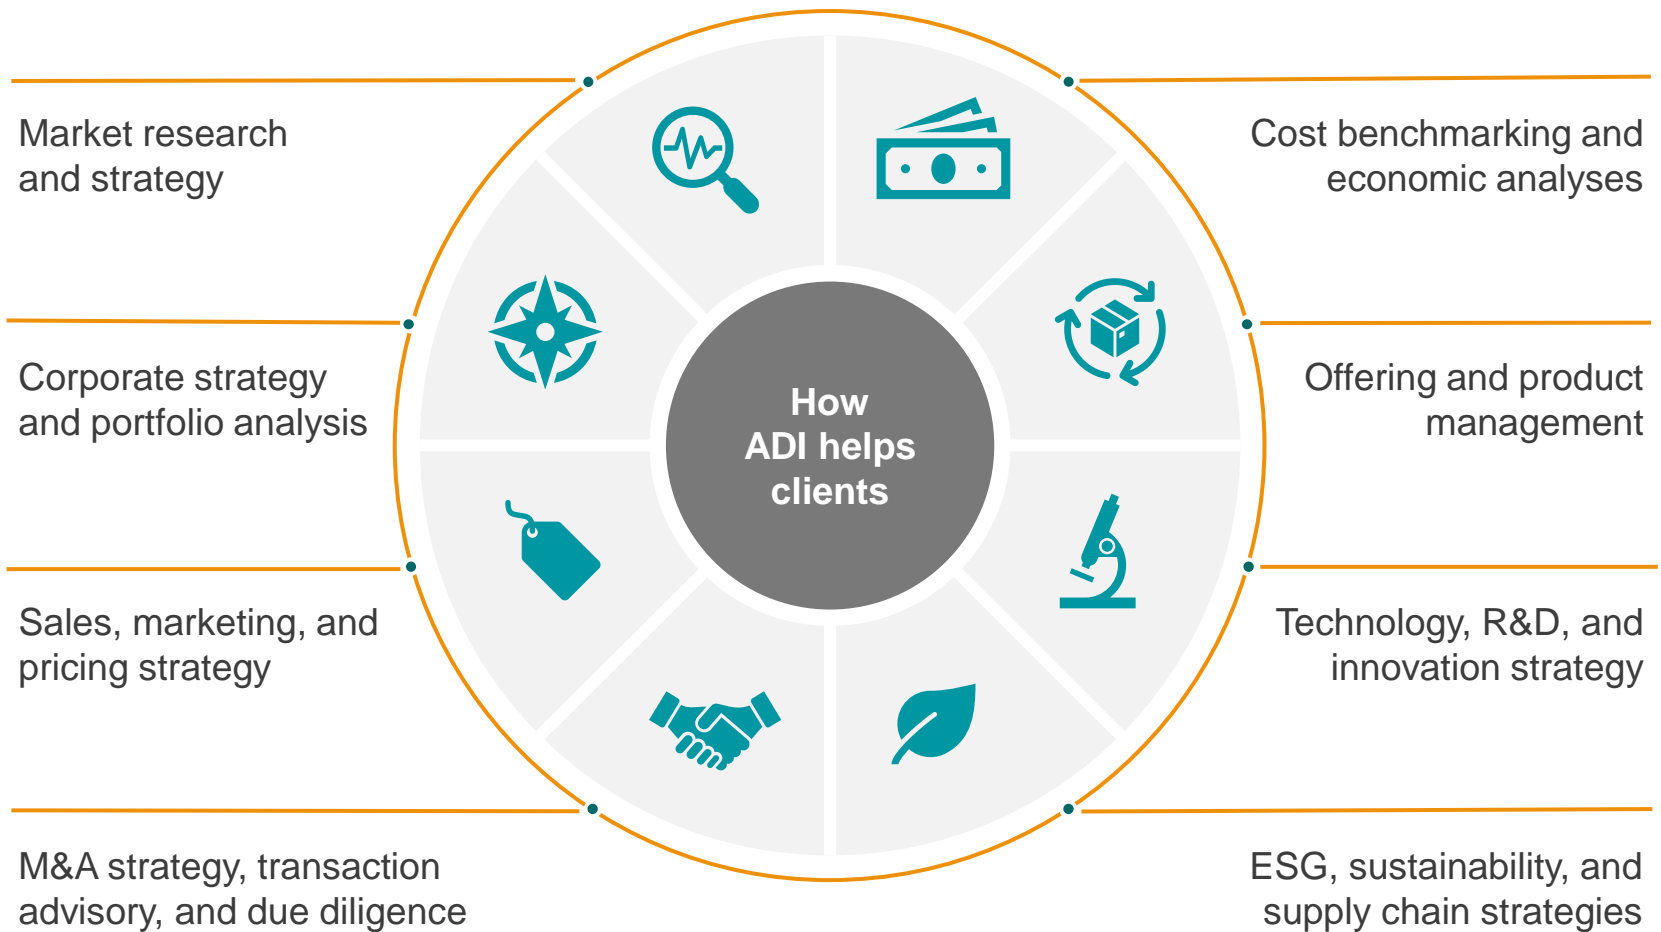 Market research
and strategy
Corporate strategy
and portfolio analysis
Sales, marketing, and
pricing strategy
M&A strategy, transaction
advisory, and due diligence
How
ADI helps
clients
Cost benchmarking and
economic analyses
Offering and product
management
Technology, R&D, and
innovation strategy
ESG, sustainability, and
supply chain strategies